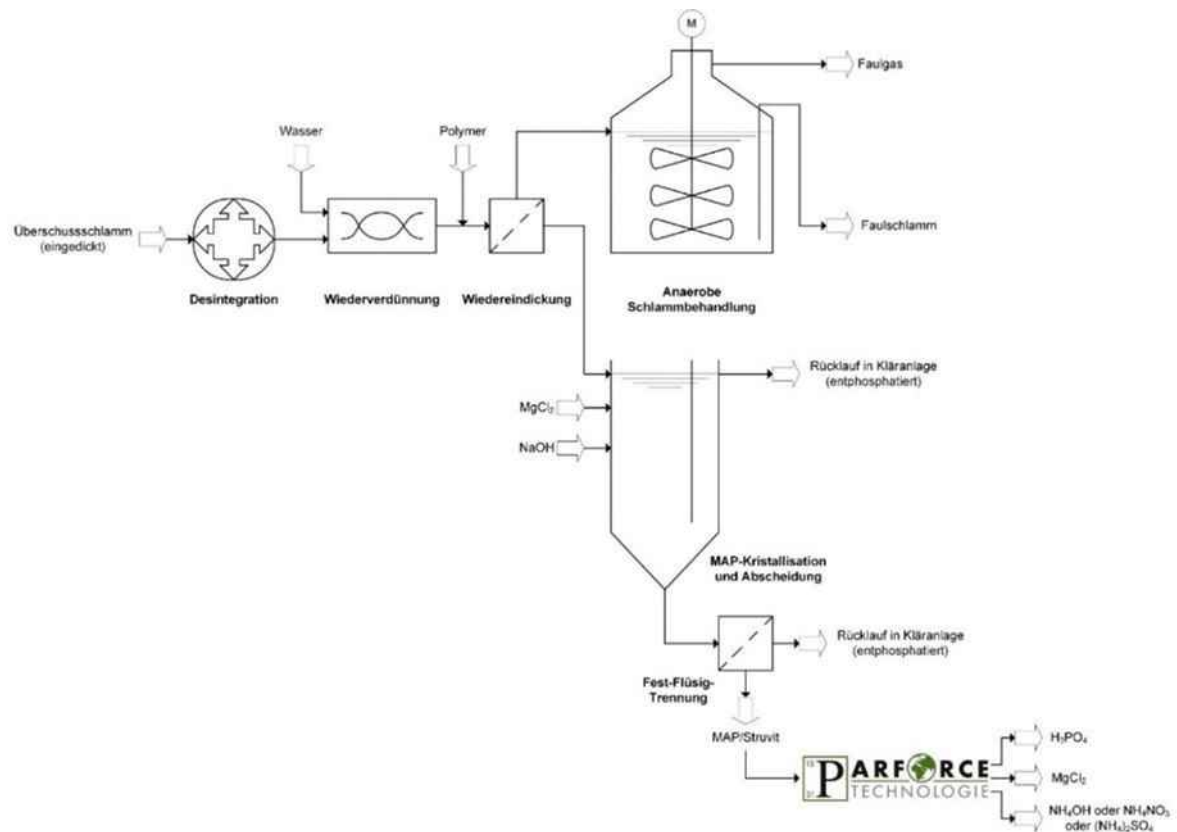 M
Faulgas
Wasser
Polymer
Überschussschlamm
(eingedickt)
Faulschlamm
Desintegration
Wiederverdünnung
Wiedereindickung
Anaerobe
Schlammbehandlung
Rücklauf in Kläranlage
(entphosphatiert)
MgCl₂
NaOH
MAP-Kristallisation
und Abscheidung
Rücklauf in Kläranlage
(entphosphatiert)
Fest-Flüsig-
Trennung
MAP/Struvit
H₃PO₄
PARFORCE
TECHNOLOGIE
MgCl₂
NH₄OH oder NH₄NO₃
oder (NH₄)₂SO₄